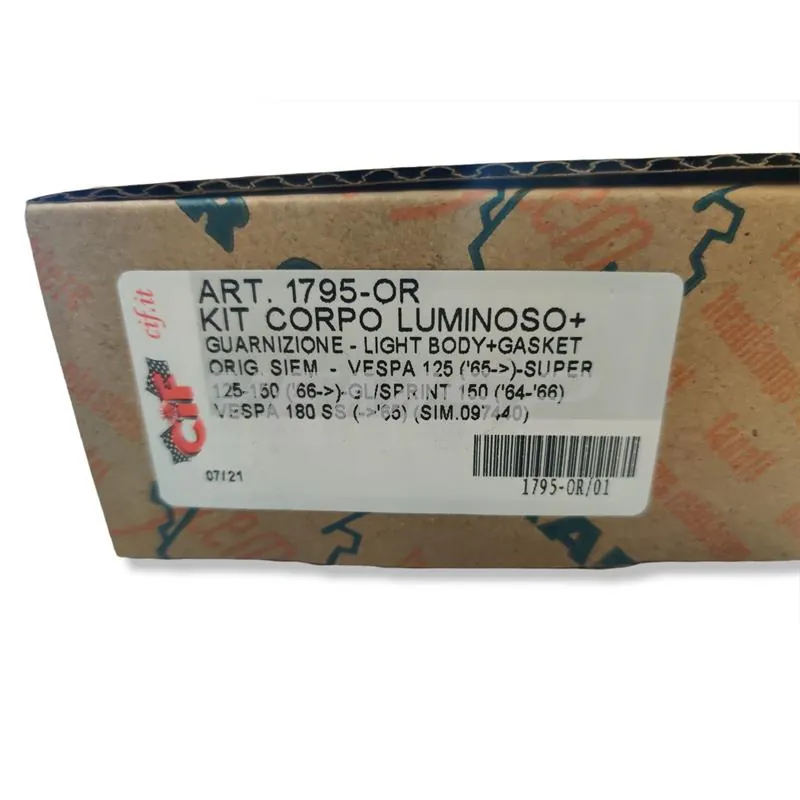 ART. 1795-OR
KIT CORPO LUMINOSO+
GUARNIZIONE - LIGHT BODY+GASKET
ORIG. SIEM - VESPA 125 ('65->)-SUPER
125-150 ('66->)-GL/SPRINT 150 ('64-'66)
VESPA 180 SS (->'65) (SIM.097440)
07/21
1795-OR/01
cif.it
CIF